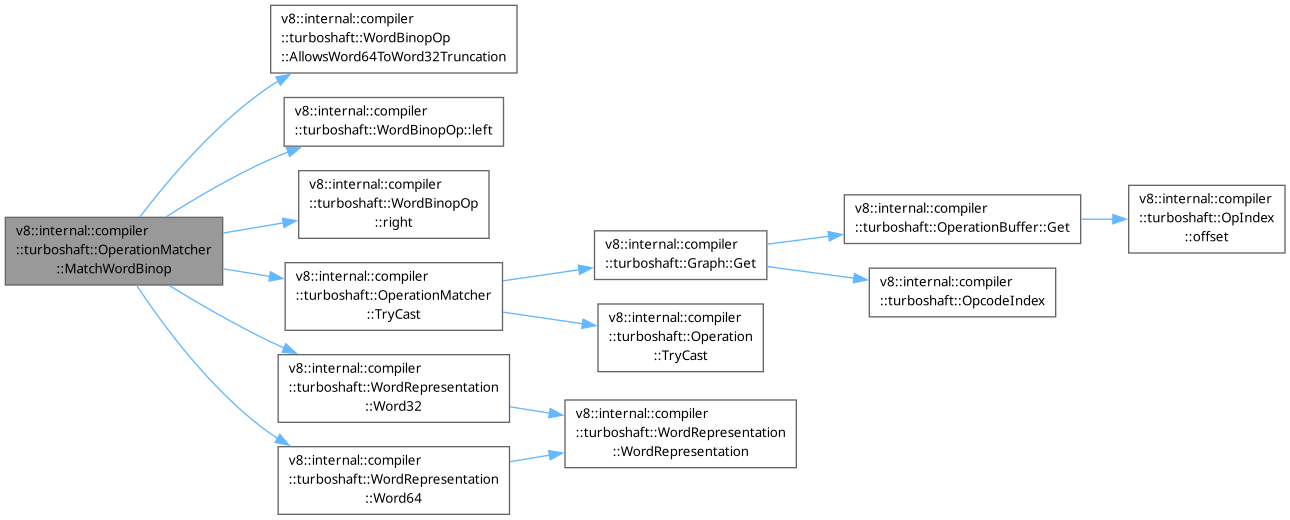 v8::internal::compiler
::turboshaft::OperationMatcher
::MatchWordBinop
v8::internal::compiler
::turboshaft::WordBinopOp
::AllowsWord64ToWord32Truncation
v8::internal::compiler
::turboshaft::WordBinopOp::left
v8::internal::compiler
::turboshaft::WordBinopOp
::right
v8::internal::compiler
::turboshaft::OperationMatcher
::TryCast
v8::internal::compiler
::turboshaft::WordRepresentation
::Word32
v8::internal::compiler
::turboshaft::WordRepresentation
::Word64
v8::internal::compiler
::turboshaft::Graph::Get
v8::internal::compiler
::turboshaft::Operation
::TryCast
v8::internal::compiler
::turboshaft::WordRepresentation
::WordRepresentation
v8::internal::compiler
::turboshaft::OperationBuffer::Get
v8::internal::compiler
::turboshaft::OpcodeIndex
v8::internal::compiler
::turboshaft::OpIndex
::offset